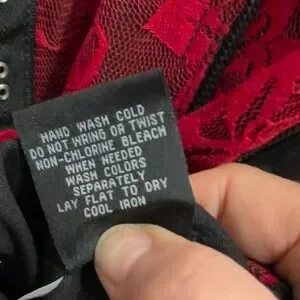 HAND WASH COLD
DO NOT WRING OR TWIST
NON-CHLORINE BLEACH
WHEN NEEDED
WASH COLORS
SEPARATELY
LAY FLAT TO DRY
COOL IRON